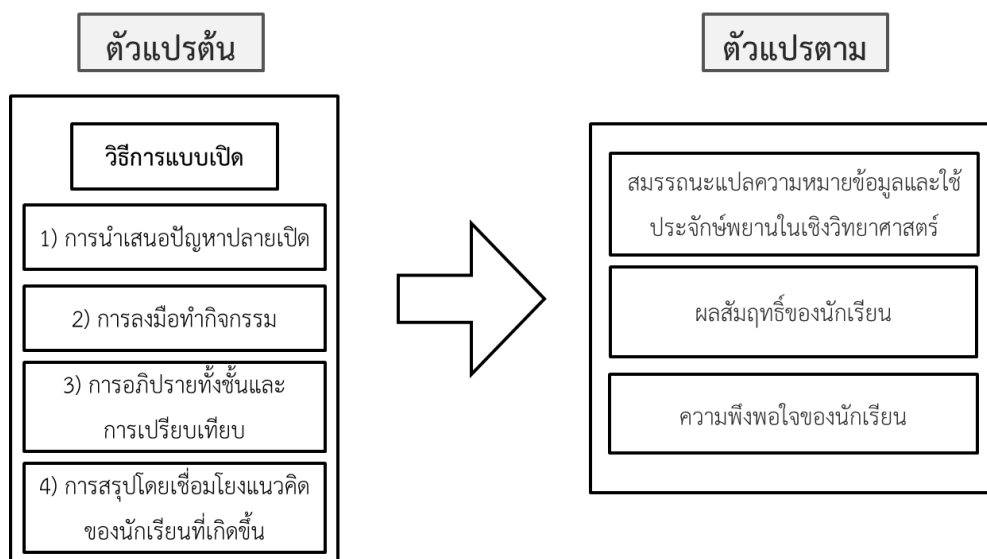 ตัวแปรต้น
วิธีการแบบเปิด
1) การนำเสนอปัญหาปลายเปิด
2) การลงมือทำกิจกรรม
3) การอภิปรายทั้งชั้นและ
การเปรียบเทียบ
4) การสรุปโดยเชื่อมโยงแนวคิด
ของนักเรียนที่เกิดขึ้น
ตัวแปรตาม
สมรรถนะแปลความหมายข้อมูลและใช้
ประจักษ์พยานในเชิงวิทยาศาสตร์
ผลสัมฤทธิ์ของนักเรียน
ความพึงพอใจของนักเรียน